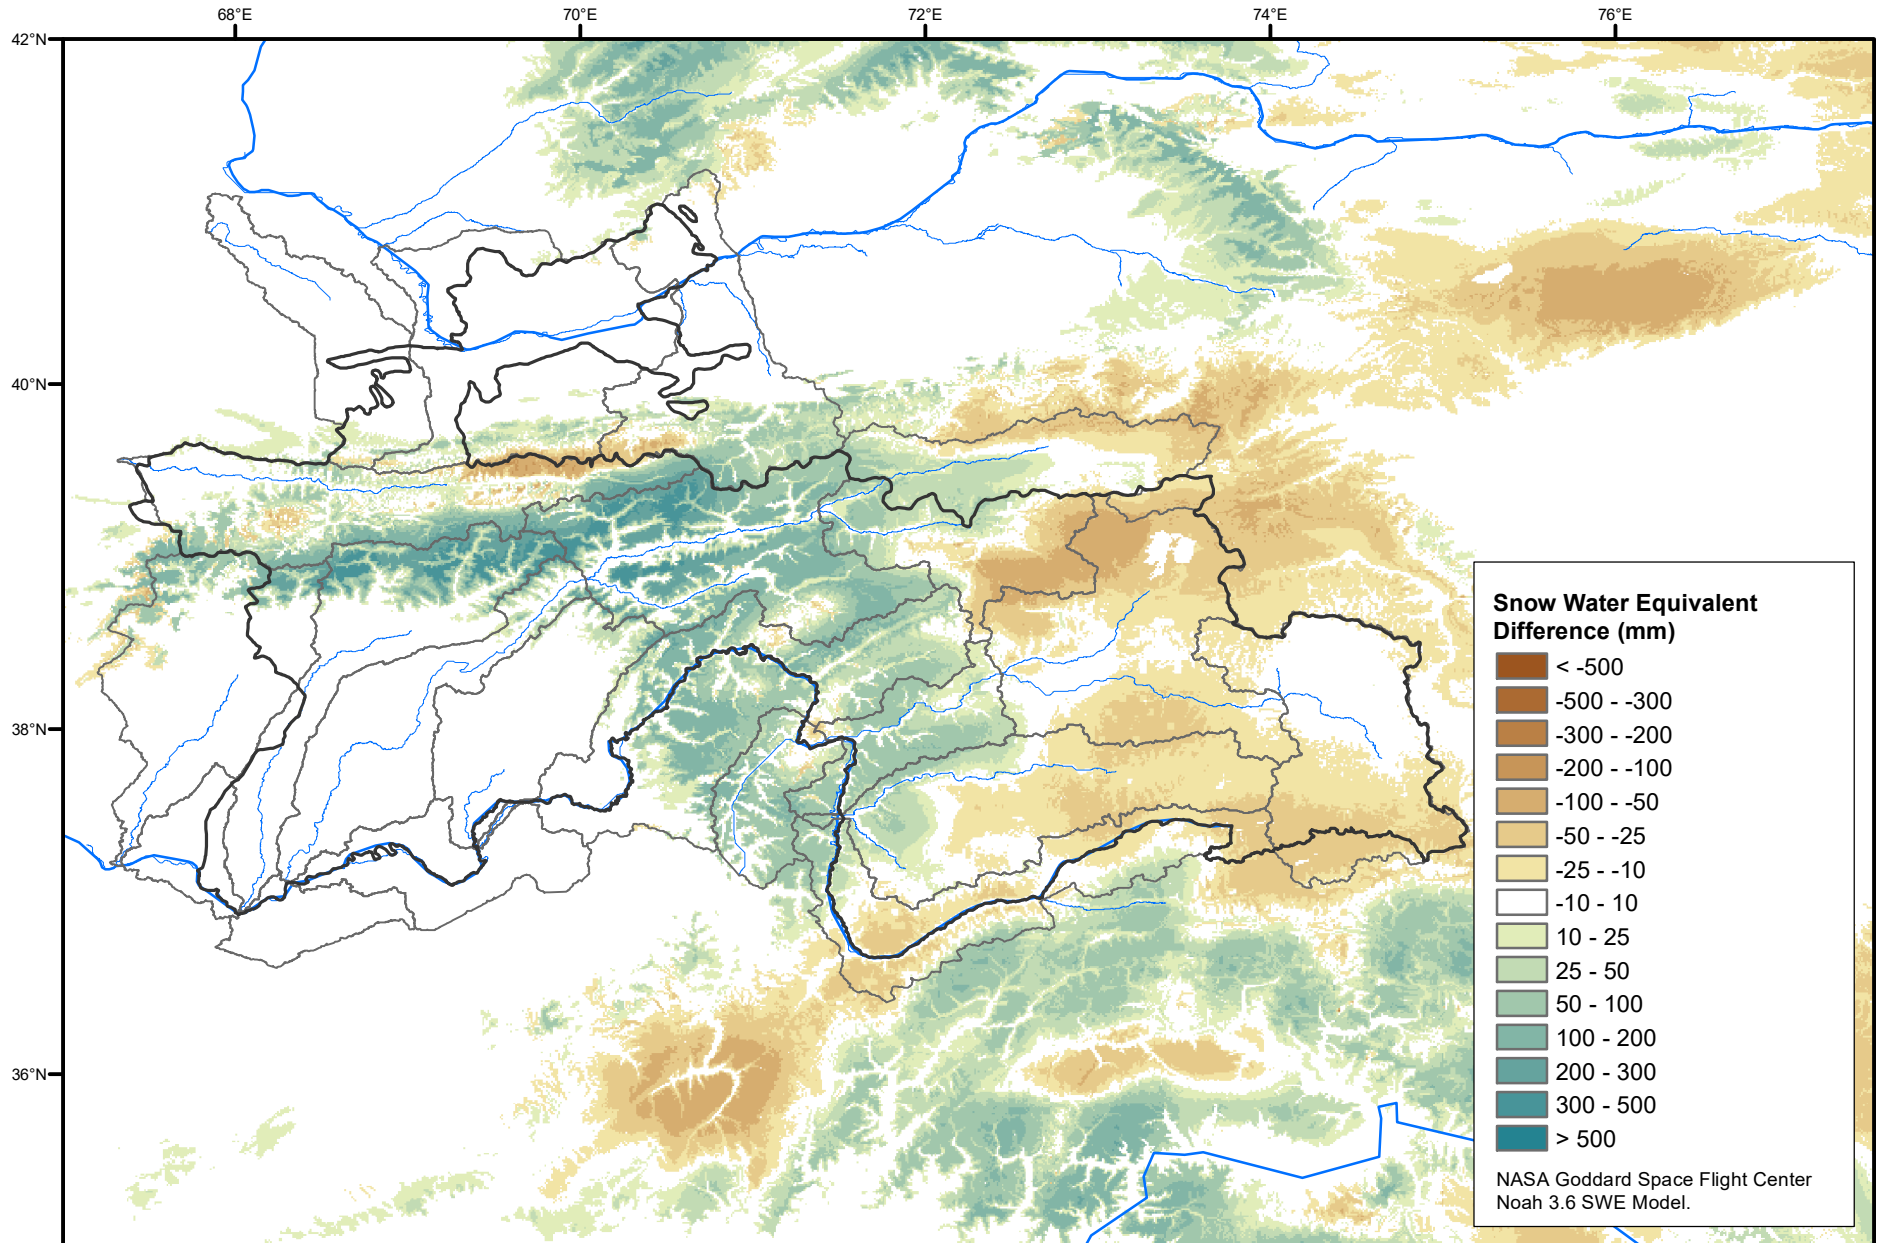 68°E 70°E 72°E 74°E 76°E
42°N
40°N
38°N
36°N
Snow Water Equivalent
Difference (mm)
< -500
-500 - -300
-300 - -200
-200 - -100
-100 - -50
-50 - -25
-25 - -10
-10 - 10
10 - 25
25 - 50
50 - 100
100 - 200
200 - 300
300 - 500
> 500
NASA Goddard Space Flight Center
Noah 3.6 SWE Model.